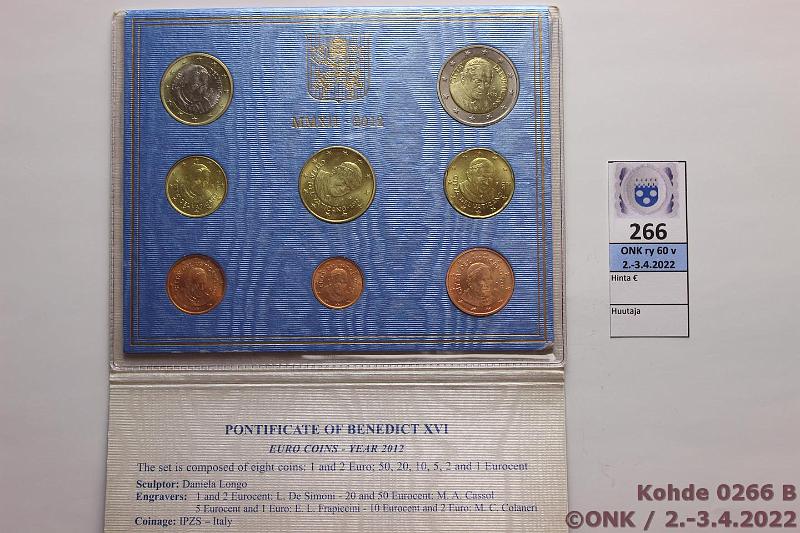 MMXII - 2012
266
ONK ry 60 v
2.-3.4.2022
Hinta €
Huutaja
PONTIFICATE OF BENEDICT XVI
EURO COINS - YEAR 2012
The set is composed of eight coins: 1 and 2 Euro; 50, 20, 10, 5, 2 and 1 Eurocent
Sculptor: Daniela Longo
Engravers: 1 and 2 Eurocent: L. De Simoni - 20 and 50 Eurocent: M. A. Cassol
5 Eurocent and 1 Euro: E. L. Frapiccini - 10 Eurocent and 2 Euro: M. C. Colaneri
Coinage: IPZS – Italy
Kohde 0266 B
©ONK / 2.-3.4.2022